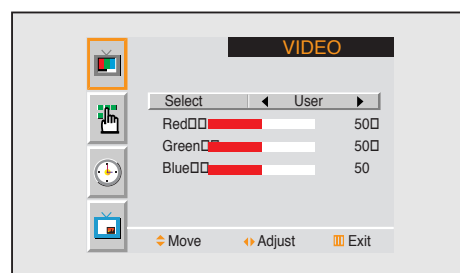 VIDEO
Select ◀ User ▶
Red□□ 50□
Green□□ 50□
Blue□□ 50
Move Adjust Exit